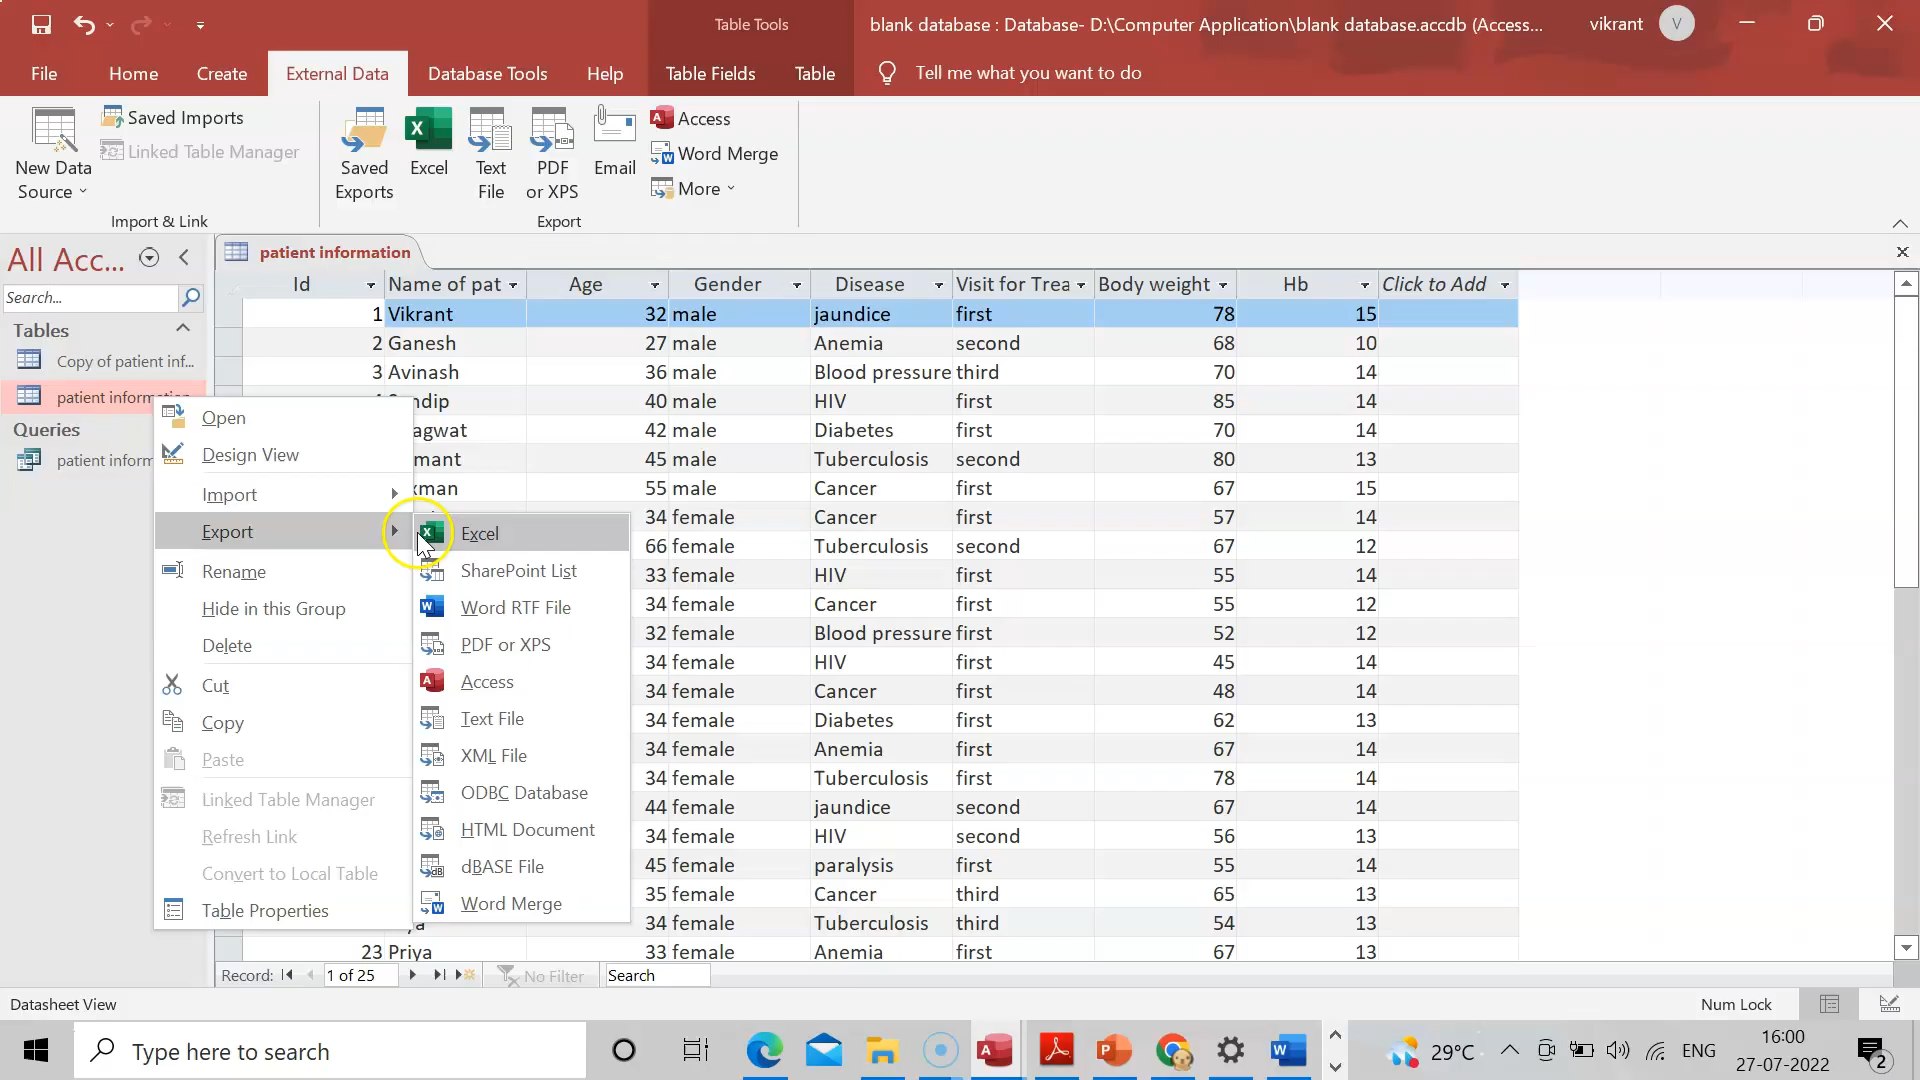 Table Tools
blank database : Database- D:\Computer Application\blank database.accdb (Access...
vikrant
V
File
Home
Create
External Data
Database Tools
Help
Table Fields
Table
Tell me what you want to do
New Data Source
Saved Imports
Linked Table Manager
Import & Link
Saved Exports
Excel
Text File
PDF or XPS
Email
Access
Word Merge
More
Export
All Acc...
Search...
Tables
Copy of patient inf...
patient information
Queries
patient inform
patient information
Id Name of pat Age Gender Disease Visit for Trea Body weight Hb Click to Add
1 Vikrant 32 male jaundice first 78 15
2 Ganesh 27 male Anemia second 68 10
3 Avinash 36 male Blood pressure third 70 14
ndip 40 male HIV first 85 14
agwat 42 male Diabetes first 70 14
mant 45 male Tuberculosis second 80 13
xman 55 male Cancer first 67 15
34 female Cancer first 57 14
66 female Tuberculosis second 67 12
33 female HIV first 55 14
34 female Cancer first 55 12
32 female Blood pressure first 52 12
34 female HIV first 45 14
34 female Cancer first 48 14
34 female Diabetes first 62 13
34 female Anemia first 67 14
34 female Tuberculosis first 78 14
44 female jaundice second 67 14
34 female HIV second 56 13
45 female paralysis first 55 14
35 female Cancer third 65 13
34 female Tuberculosis third 54 13
23 Priya 33 female Anemia first 67 13
Open
Design View
Import
Export
Rename
Hide in this Group
Delete
Cut
Copy
Paste
Linked Table Manager
Refresh Link
Convert to Local Table
Table Properties
Excel
SharePoint List
Word RTF File
PDF or XPS
Access
Text File
XML File
ODBC Database
HTML Document
dBASE File
Word Merge
Record: 1 of 25 No Filter Search
Datasheet View
Num Lock
Type here to search
29°C
ENG
16:00
27-07-2022
2